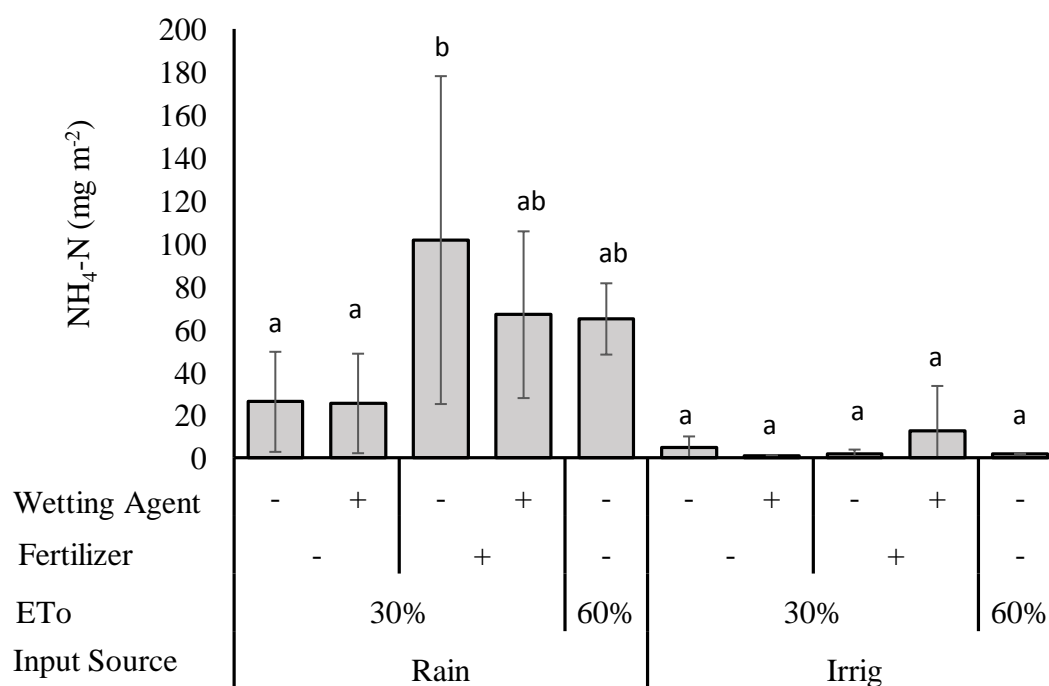 200
180
160
140
120
100
80
60
40
20
0
NH4-N (mg m-2)
a a b ab ab a a a a a
Wetting Agent - + - + - - + - + -
Fertilizer - + - - + -
ETo 30% 60% 30% 60%
Input Source Rain Irrig